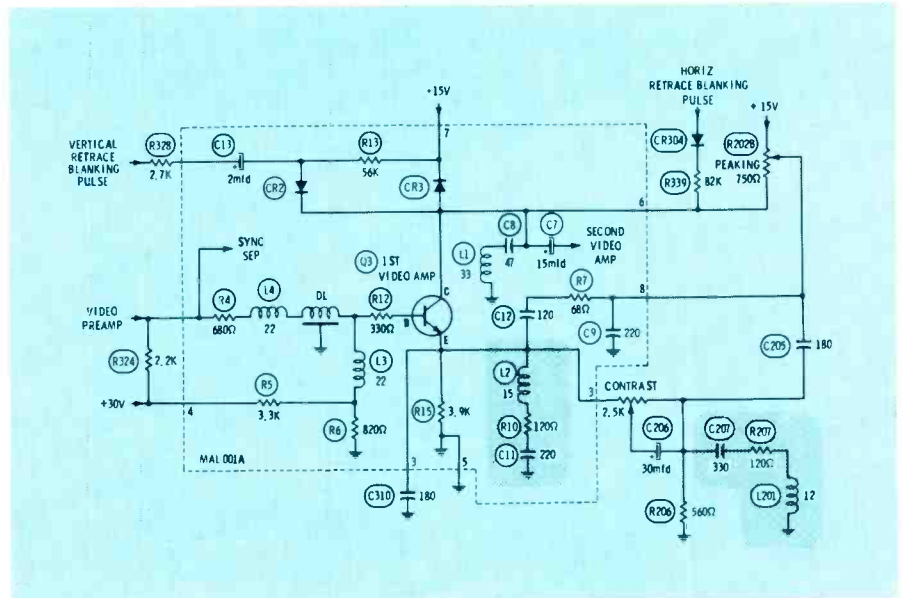 HORIZ
RETRACE BLANKING
PULSE
+15V
+ 15V
7
VERTICAL
RETRACE
BLANKING
PULSE
R328
2.7K
C13
2mfd
R13
56K
CR2
CR3
CR304
R339
82K
R202B
PEAKING
750Ω
6
SYNC
SEP
C8
47
C7
15mfd
SECOND
VIDEO
AMP
L1
33
Q3
1ST
VIDEO AMP
VIDEO
PREAMP
R4
680Ω
L4
22
DL
R12
330Ω
B
C
E
R7
68Ω
8
C12
120
C9
220
C205
180
R324
2.2K
L3
22
R5
3.3K
+30V
4
R6
820Ω
R15
3.9K
L2
15
R10
120Ω
C11
220
3
CONTRAST
2.5K
C206
30mfd
C207
330
R207
120Ω
L201
12
R206
560Ω
MAL 001A
3
5
C310
180